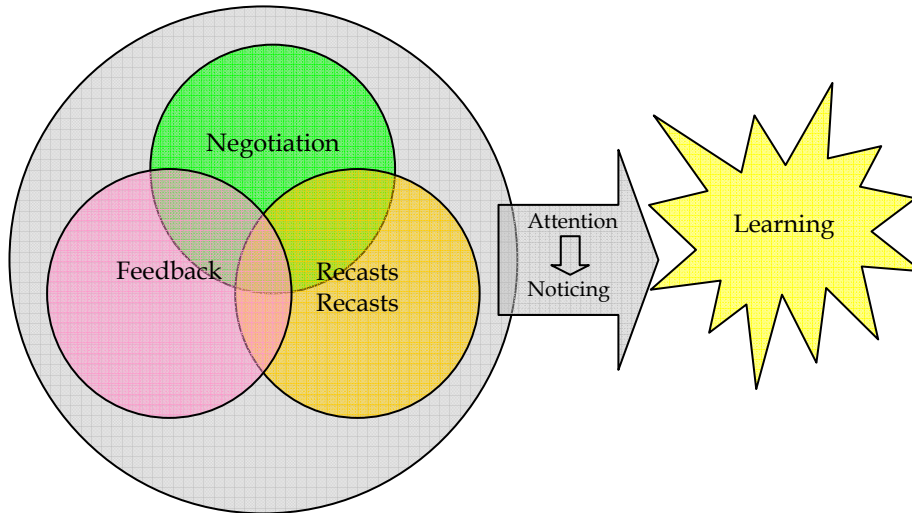 Negotiation
Feedback
Recasts
Recasts
Attention
Noticing
Learning